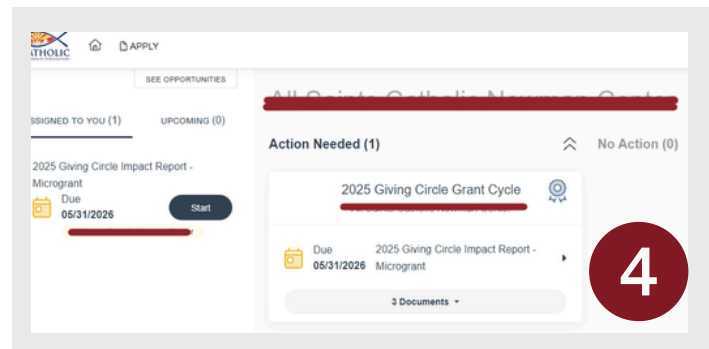 ATHOLIC
APPLY
SEE OPPORTUNITIES
SSIGNED TO YOU (1) UPCOMING (0)
2025 Giving Circle Impact Report -
Microgrant
Due
05/31/2026
Start
Action Needed (1) No Action (0)
2025 Giving Circle Grant Cycle
Due 2025 Giving Circle Impact Report -
05/31/2026 Microgrant
3 Documents
4